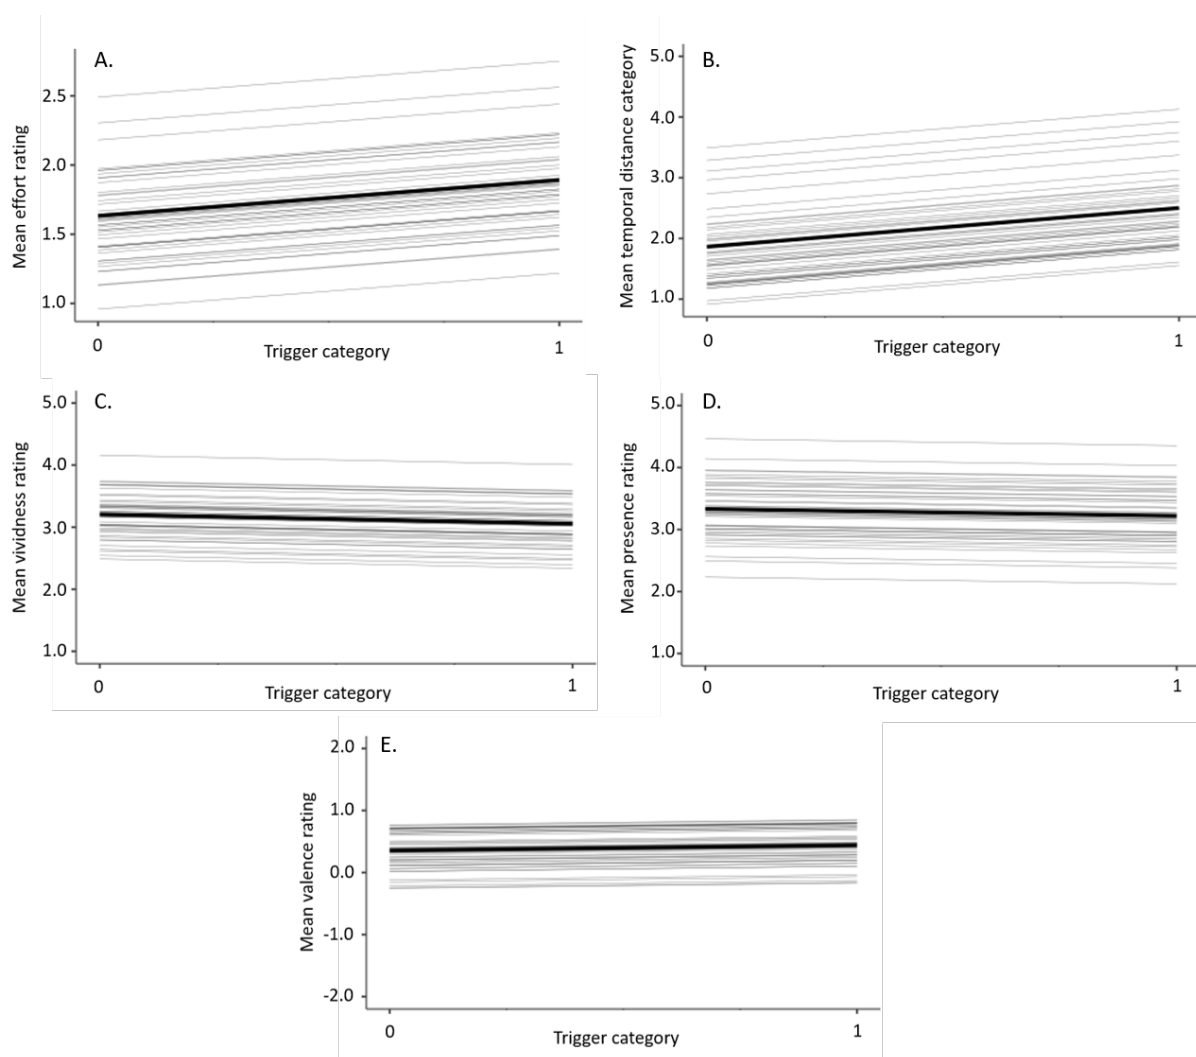 A.
Mean effort rating
2.5
2.0
1.5
1.0
0
1
Trigger category
B.
Mean temporal distance category
5.0
4.0
3.0
2.0
1.0
0
1
Trigger category
C.
Mean vividness rating
5.0
4.0
3.0
2.0
1.0
0
1
Trigger category
D.
Mean presence rating
5.0
4.0
3.0
2.0
1.0
0
1
Trigger category
E.
Mean valence rating
2.0
1.0
0.0
-1.0
-2.0
0
1
Trigger category